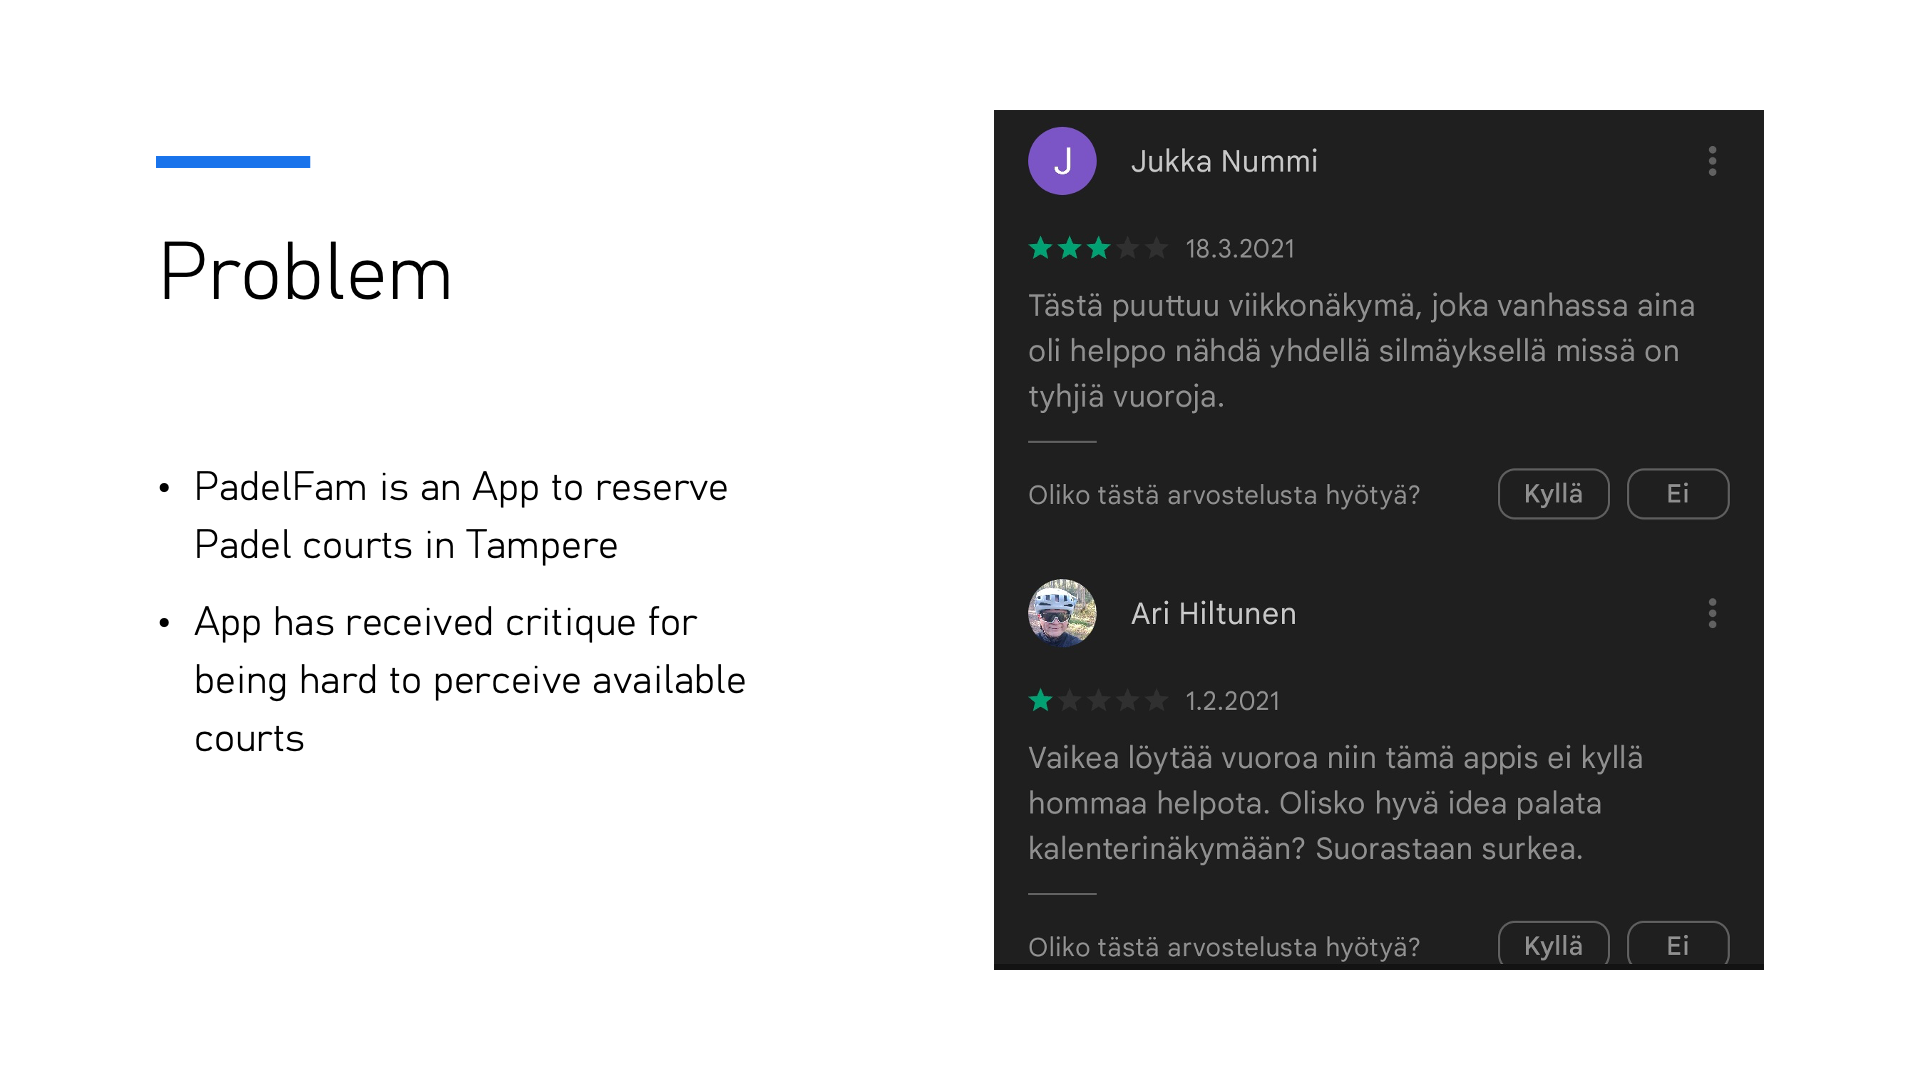 Problem
• PadelFam is an App to reserve
Padel courts in Tampere
• App has received critique for
being hard to perceive available
courts
J
Jukka Nummi
18.3.2021
Tästä puuttuu viikkonäkymä, joka vanhassa aina
oli helppo nähdä yhdellä silmäyksellä missä on
tyhjiä vuoroja.
Oliko tästä arvostelusta hyötyä?
Kyllä
Ei
Ari Hiltunen
1.2.2021
Vaikea löytää vuoroa niin tämä appis ei kyllä
hommaa helpota. Olisko hyvä idea palata
kalenterinäkymään? Suorastaan surkea.
Oliko tästä arvostelusta hyötyä?
Kyllä
Ei